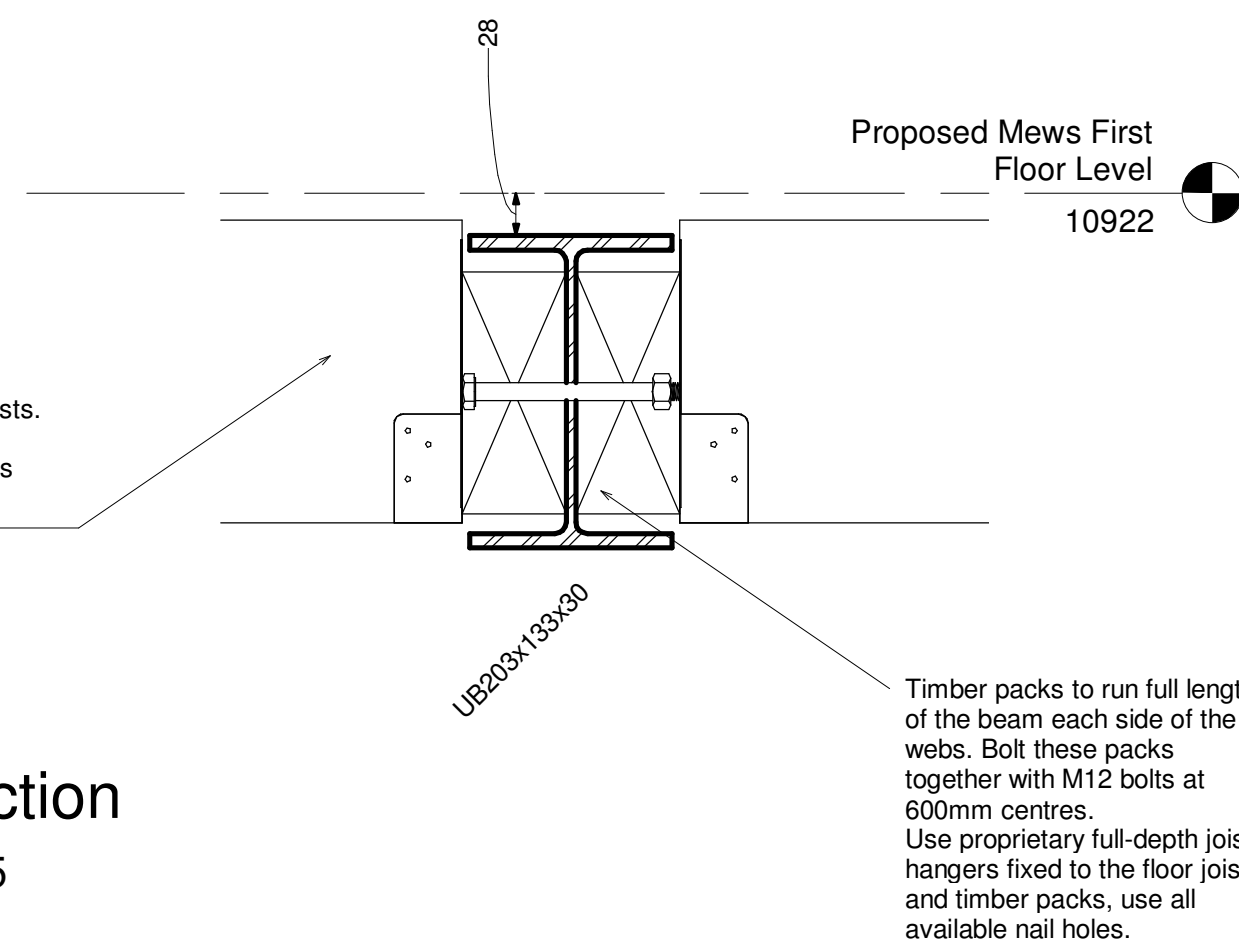 28
Proposed Mews First
Floor Level
10922
sts.
s
UB203x133x30
Timber packs to run full lengt
of the beam each side of the
webs. Bolt these packs
together with M12 bolts at
600mm centres.
Use proprietary full-depth jois
hangers fixed to the floor jois
and timber packs, use all
available nail holes.
ction
5